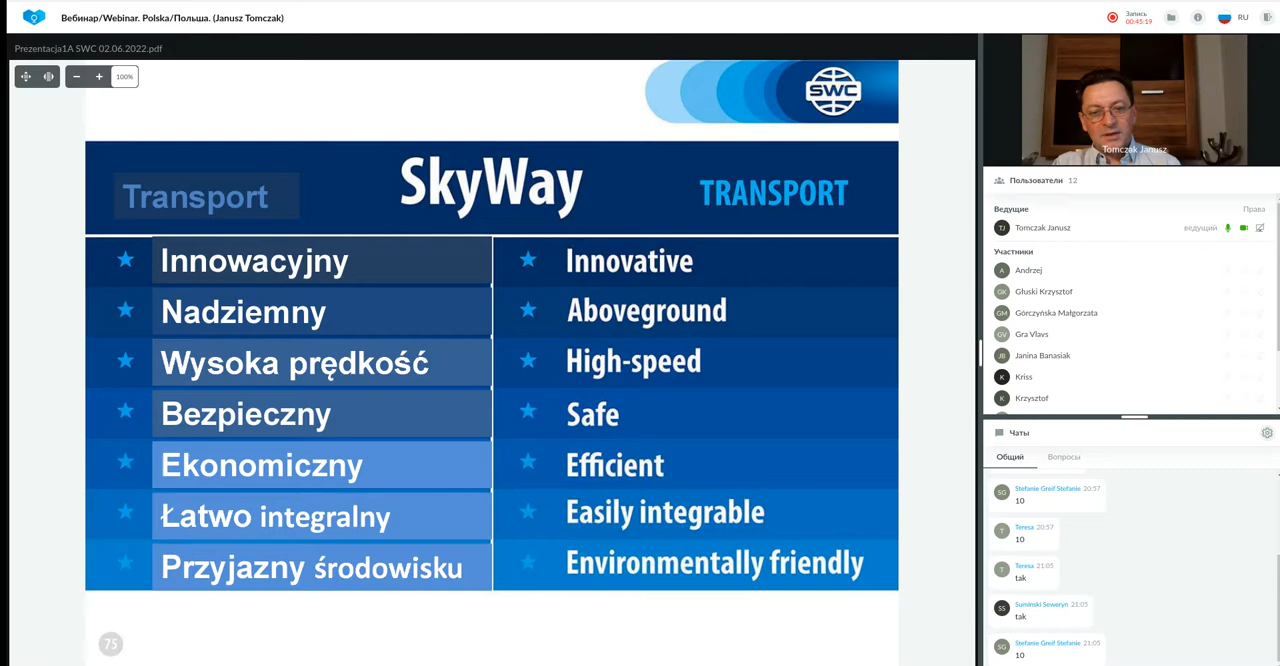 Вебинар/Webinar. Polska/Польша. (Janusz Tomczak)
Запись
00:45:19
RU
Prezentacja1A SWC 02.06.2022.pdf
100%
SWC
Transport
SkyWay
TRANSPORT
Innowacyjny
Innovative
Nadziemny
Aboveground
Wysoka prędkość
High-speed
Bezpieczny
Safe
Ekonomiczny
Efficient
Łatwo integralny
Easily integrable
Przyjazny środowisku
Environmentally friendly
75
Tomczak Janusz
Пользователи 12
Ведущие Права
TJ Tomczak Janusz ведущий
Участники
A Andrzej
GK Głuski Krzysztof
GM Górczyńska Małgorzata
GV Gra Vlavs
JB Janina Banasiak
K Kriss
K Krzysztof
Чаты
Общий Вопросы
SG Stefanie Greif Stefanie 20:57
10
T Teresa 20:57
10
T Teresa 21:05
tak
SS Sumiński Seweryn 21:05
tak
SG Stefanie Greif Stefanie 21:05
10